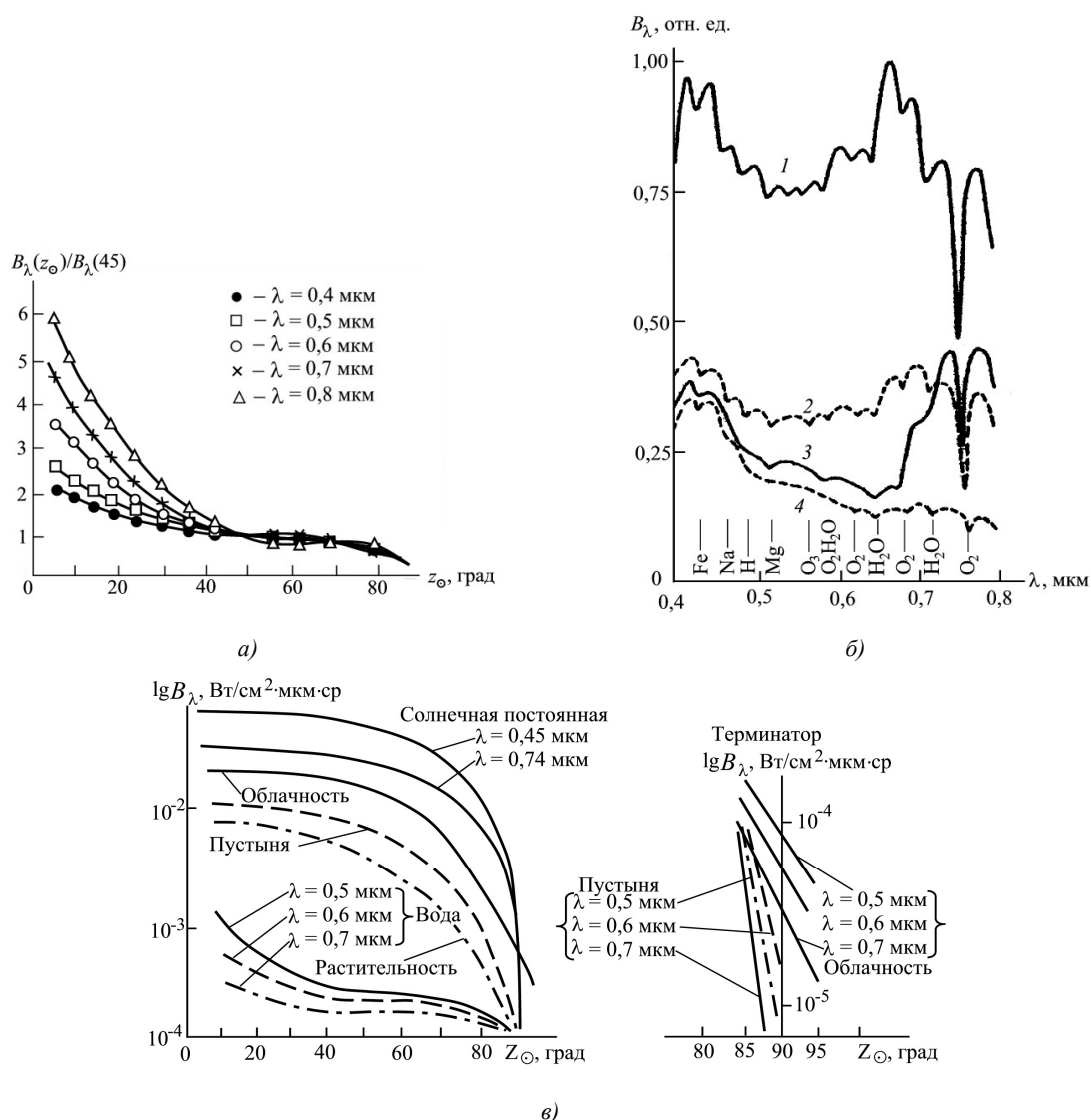 B_λ(z_⊙)/B_λ(45)
6
5
4
3
2
1
0
20
40
60
80
z_⊙, град
– λ = 0,4 мкм
– λ = 0,5 мкм
– λ = 0,6 мкм
– λ = 0,7 мкм
– λ = 0,8 мкм
а)
B_λ, отн. ед.
1,00
0,75
0,50
0,25
0
1
2
3
4
Fe
Na
H
Mg
O₃
O₂H₂O
O₂
H₂O
O₂
H₂O
O₂
0,4
0,5
0,6
0,7
0,8
λ, мкм
б)
lgB_λ, Вт/см²·мкм·ср
Солнечная постоянная
λ = 0,45 мкм
λ = 0,74 мкм
Облачность
10⁻²
Пустыня
10⁻³
λ = 0,5 мкм
λ = 0,6 мкм
λ = 0,7 мкм
Вода
Растительность
10⁻⁴
0
20
40
60
80
Z_⊙, град
Терминатор
lgB_λ, Вт/см²·мкм·ср
10⁻⁴
Пустыня
λ = 0,5 мкм
λ = 0,6 мкм
λ = 0,7 мкм
λ = 0,5 мкм
λ = 0,6 мкм
λ = 0,7 мкм
Облачность
10⁻⁵
80
85
90
95
Z_⊙, град
в)